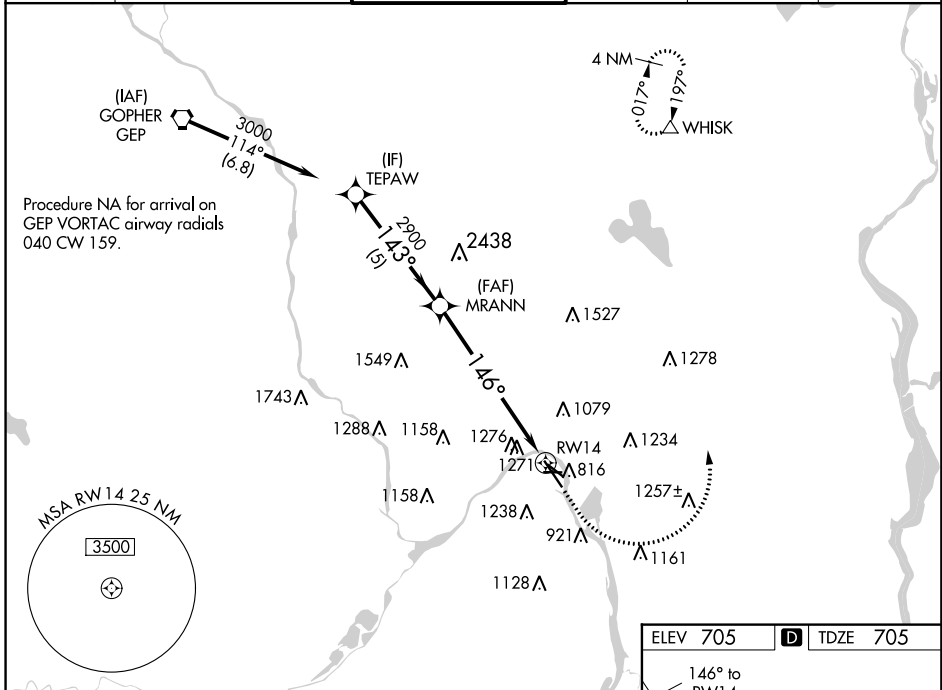 4 NM
017°
197°
WHISK
(IAF)
GOPHER
GEP
3000
114°
(6.8)
(IF)
TEPAW
Procedure NA for arrival on
GEP VORTAC airway radials
040 CW 159.
2900
143°
(5)
2438
(FAF)
MRANN
1527
1549
1278
146°
1743
1079
1288
1158
1276
RW14
1234
1271
816
1158
1257±
1238
921
1161
1128
MSA RW14 25 NM
3500
ELEV 705 D TDZE 705
146° to
RW14